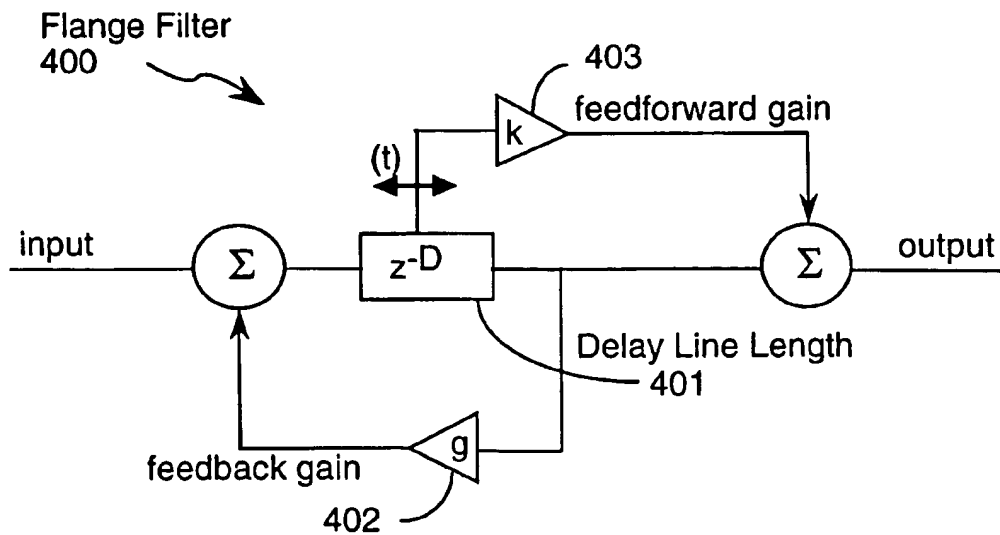 Flange Filter
400
403
feedforward gain
k
(t)
input
Σ
z-D
Σ
output
Delay Line Length
401
g
feedback gain
402